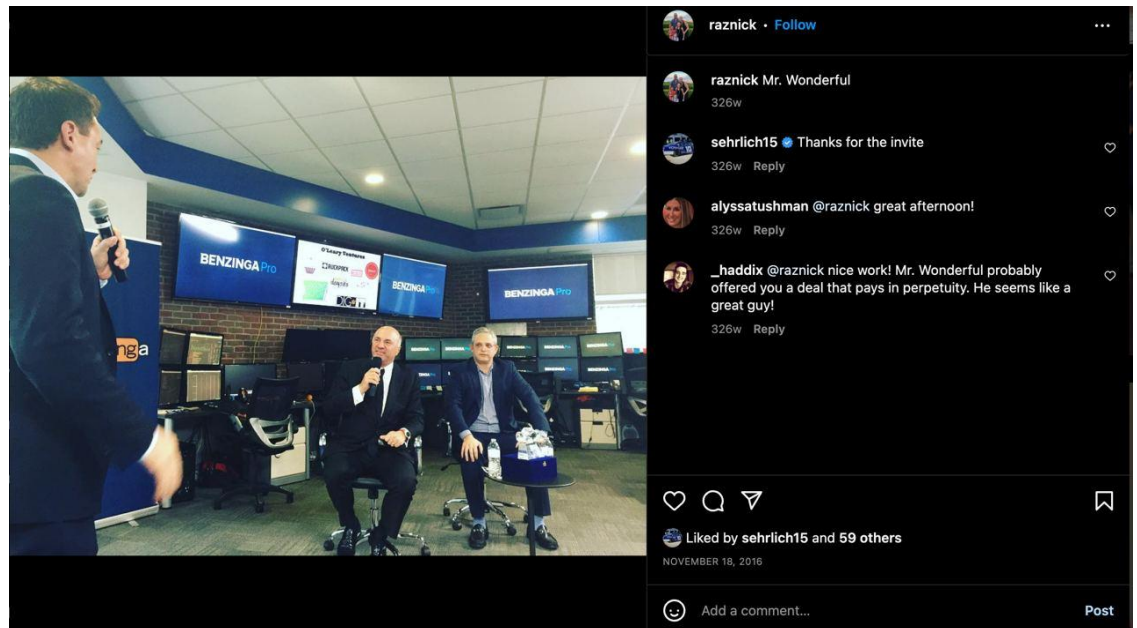 raznick • Follow
raznick Mr. Wonderful
326w
sehrlich15 Thanks for the invite
326w Reply
alyssatushman @raznick great afternoon!
326w Reply
_haddix @raznick nice work! Mr. Wonderful probably
offered you a deal that pays in perpetuity. He seems like a
great guy!
326w Reply
Liked by sehrlich15 and 59 others
NOVEMBER 18, 2016
Add a comment... Post
BENZINGA Pro
O'Leary Ventures
BENZINGA Pro
BENZINGA Pro
nga